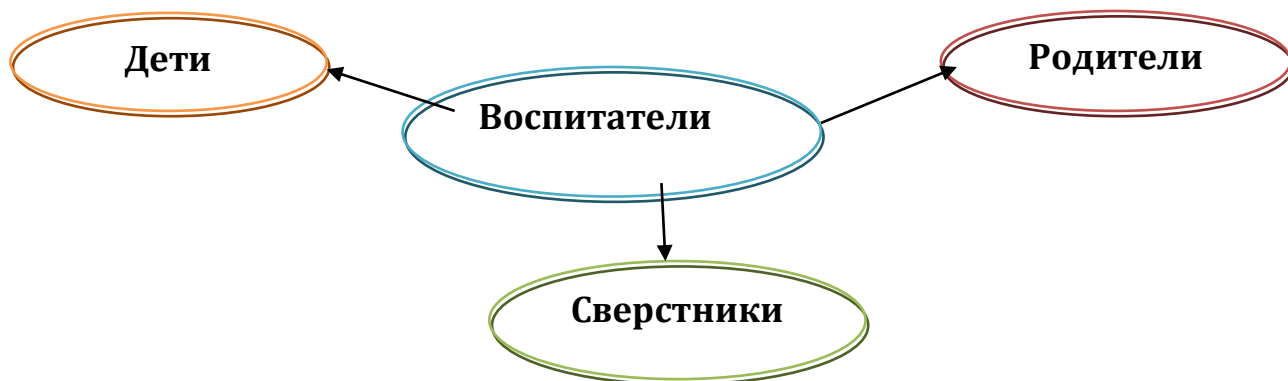 Дети
Родители
Воспитатели
Сверстники